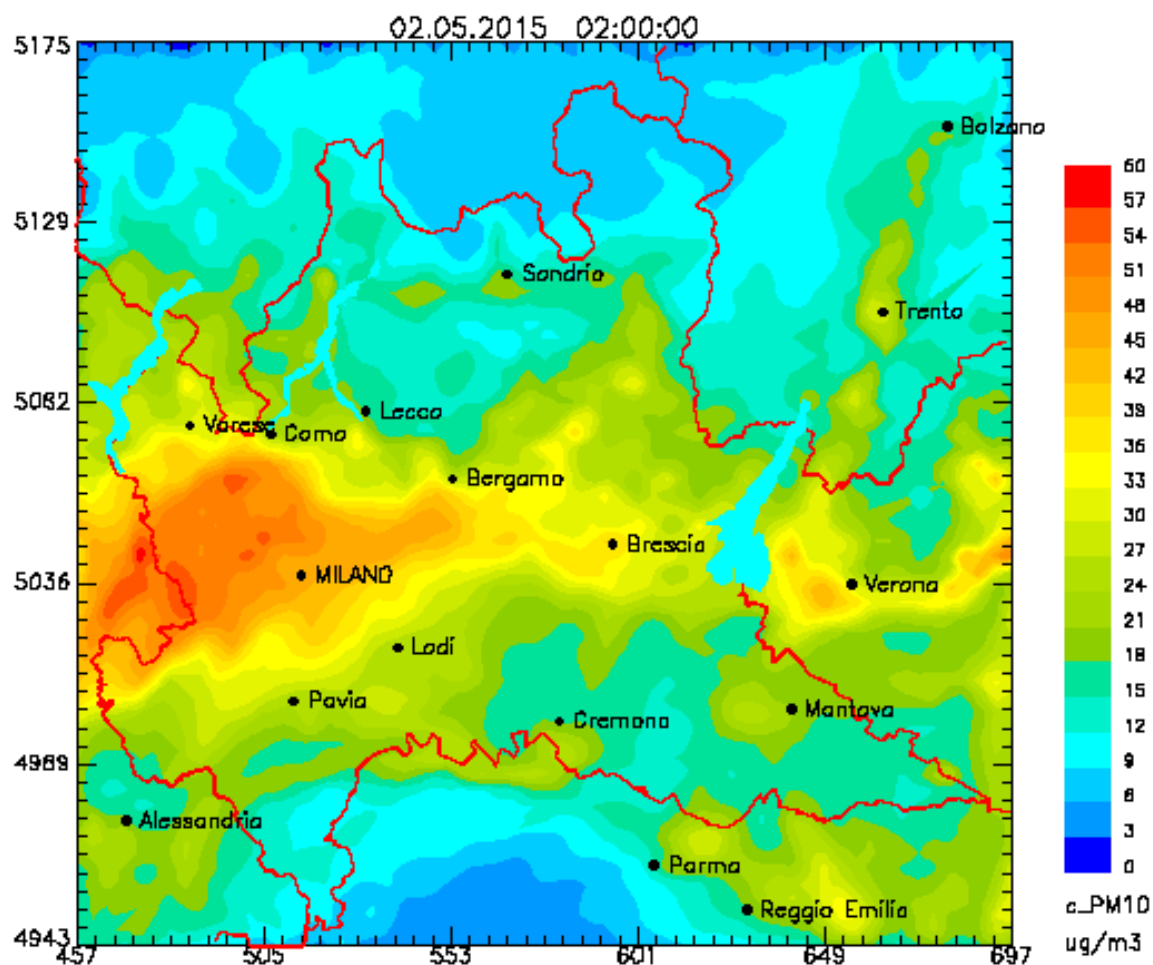 02.05.2015 02:00:00
5175
Bolzano
60
57
5129
54
Sondrio
51
Trento
48
45
42
5082
Lecco
39
Varese
Como
36
33
Bergamo
30
27
Brescia
5036
MILANO
Verona
24
21
Lodi
18
Pavia
Mantova
15
Cremona
12
4989
9
6
Alessandria
3
Parma
0
c_PM10
Reggio Emilia
4943
ug/m3
457 505 553 601 649 697